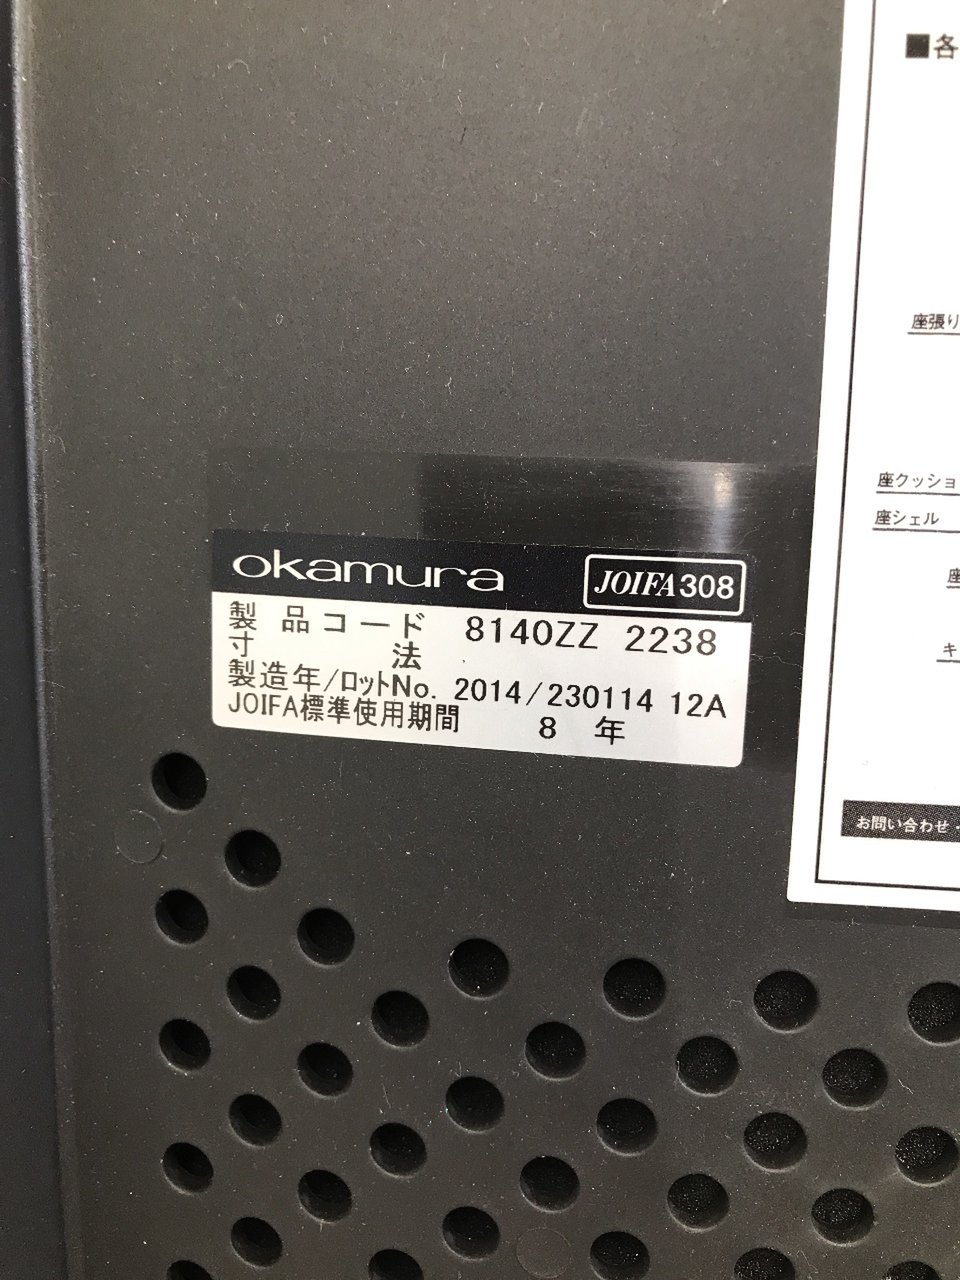 okamura JOIFA308
製品コード 8140ZZ 2238
寸法
製造年/ロットNo. 2014/230114 12A
JOIFA標準使用期間 8 年
■各
座張り
座クッショ
座シェル
座
キ
お問い合わせ